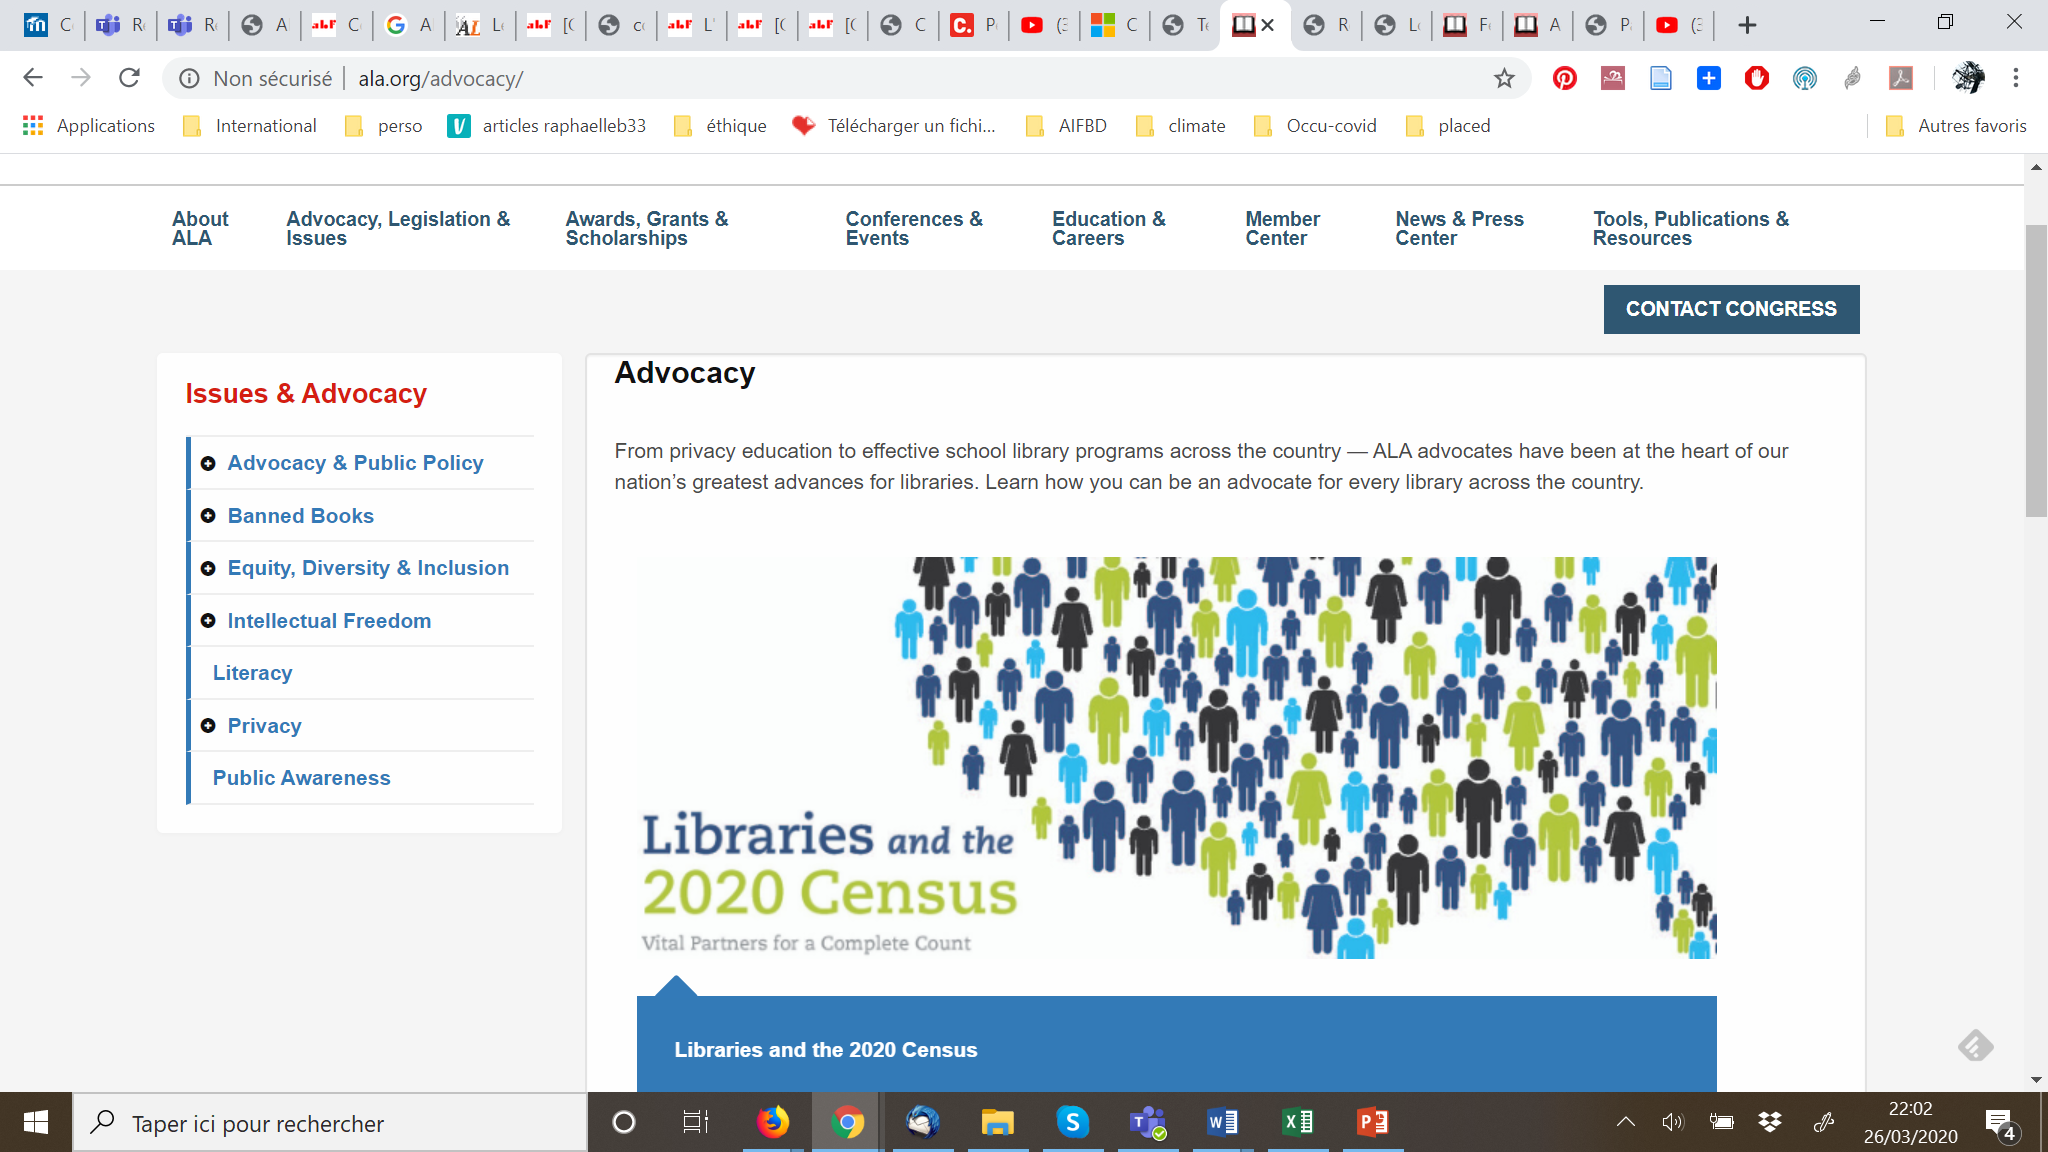 Non sécurisé | ala.org/advocacy/
Applications International perso articles raphaelleb33 éthique Télécharger un fichi... AIFBD climate Occu-covid placed Autres favoris
About ALA
Advocacy, Legislation & Issues
Awards, Grants & Scholarships
Conferences & Events
Education & Careers
Member Center
News & Press Center
Tools, Publications & Resources
CONTACT CONGRESS
Issues & Advocacy
Advocacy & Public Policy
Banned Books
Equity, Diversity & Inclusion
Intellectual Freedom
Literacy
Privacy
Public Awareness
Advocacy
From privacy education to effective school library programs across the country — ALA advocates have been at the heart of our
nation’s greatest advances for libraries. Learn how you can be an advocate for every library across the country.
Libraries and the
2020 Census
Vital Partners for a Complete Count
Libraries and the 2020 Census
Taper ici pour rechercher
22:02
26/03/2020
4